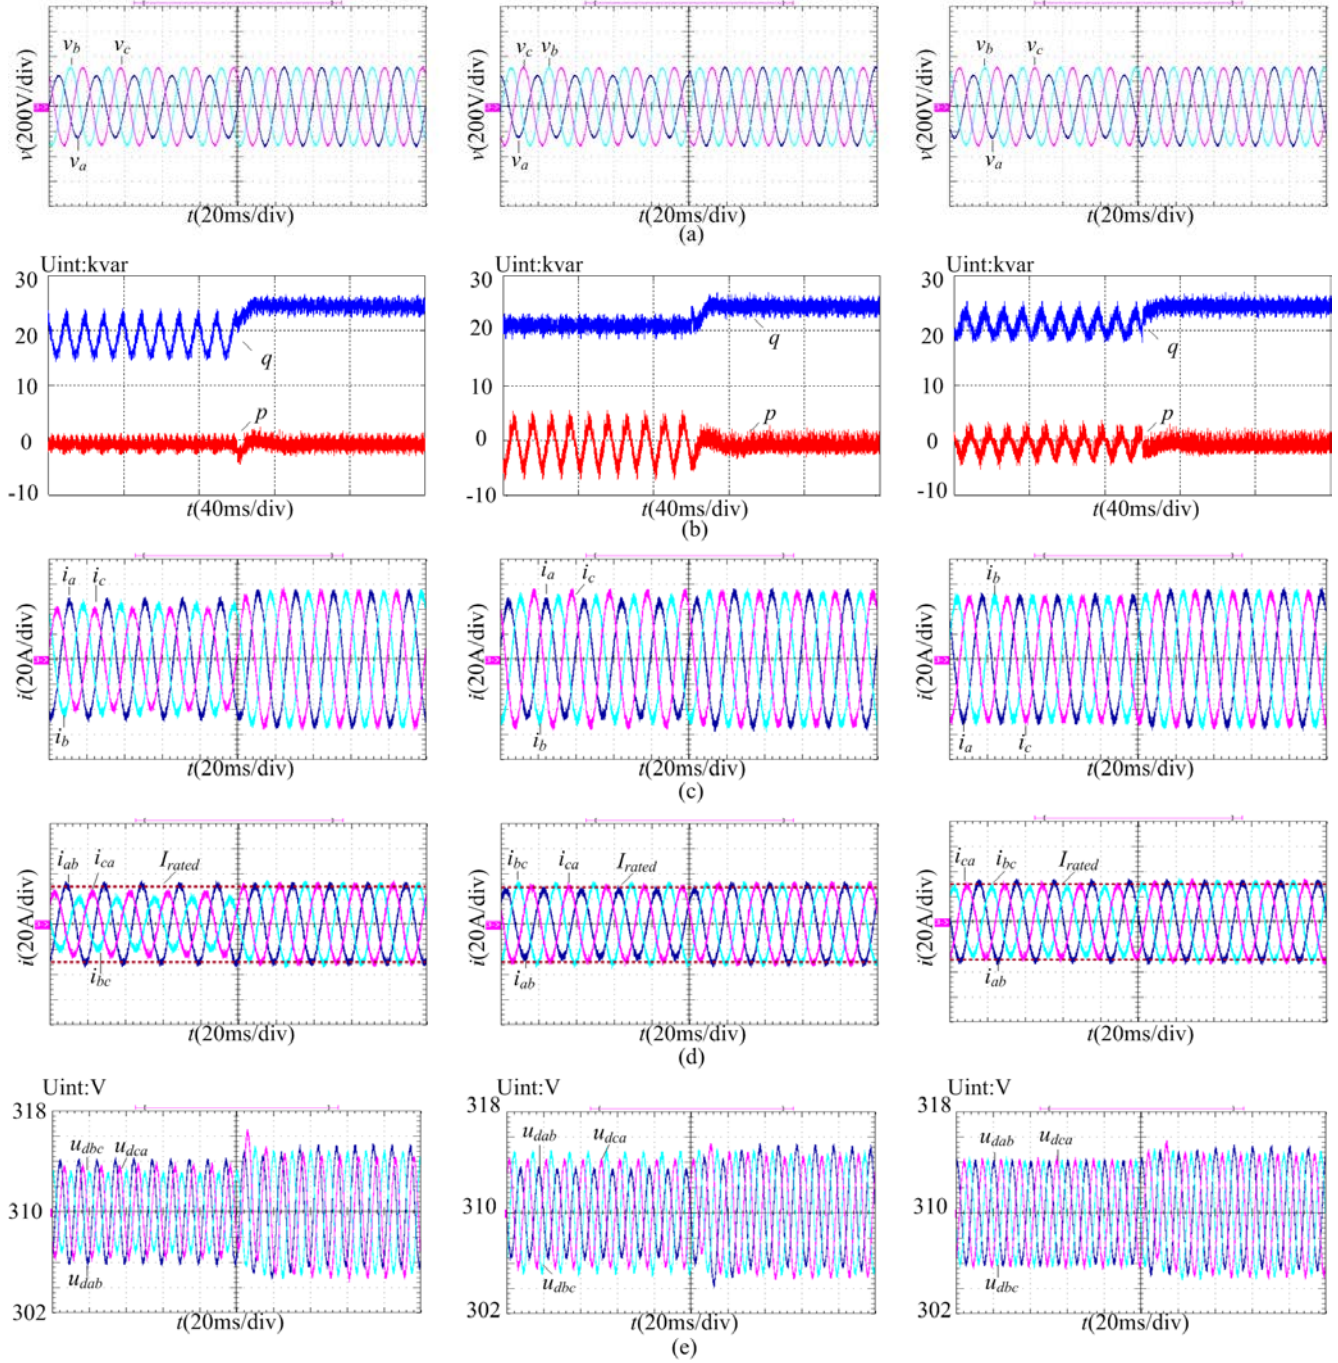 v_b v_c v_c v_b v_b v_c
v(200V/div) v(200V/div) v(200V/div)
v_a v_a v_a
t(20ms/div) t(20ms/div) t(20ms/div)
(a)
Uint:kvar Uint:kvar Uint:kvar
30 30 30
20 20 20
q q q
10 10 10
p p p
0 0 0
-10 -10 -10
t(40ms/div) t(40ms/div) t(40ms/div)
(b)
i_a i_c i_a i_c i_b
i(20A/div) i(20A/div) i(20A/div)
i_b i_b i_a i_c
t(20ms/div) t(20ms/div) t(20ms/div)
(c)
i_ab i_ca I_rated i_bc i_ca I_rated i_ca i_bc I_rated
i(20A/div) i(20A/div) i(20A/div)
i_bc i_ab i_ab
t(20ms/div) t(20ms/div) t(20ms/div)
(d)
Uint:V Uint:V Uint:V
318 318 318
u_dbc u_dca u_dab u_dca u_dab u_dca
310 310 310
u_dab u_dbc u_dbc
302 302 302
t(20ms/div) t(20ms/div) t(20ms/div)
(e)